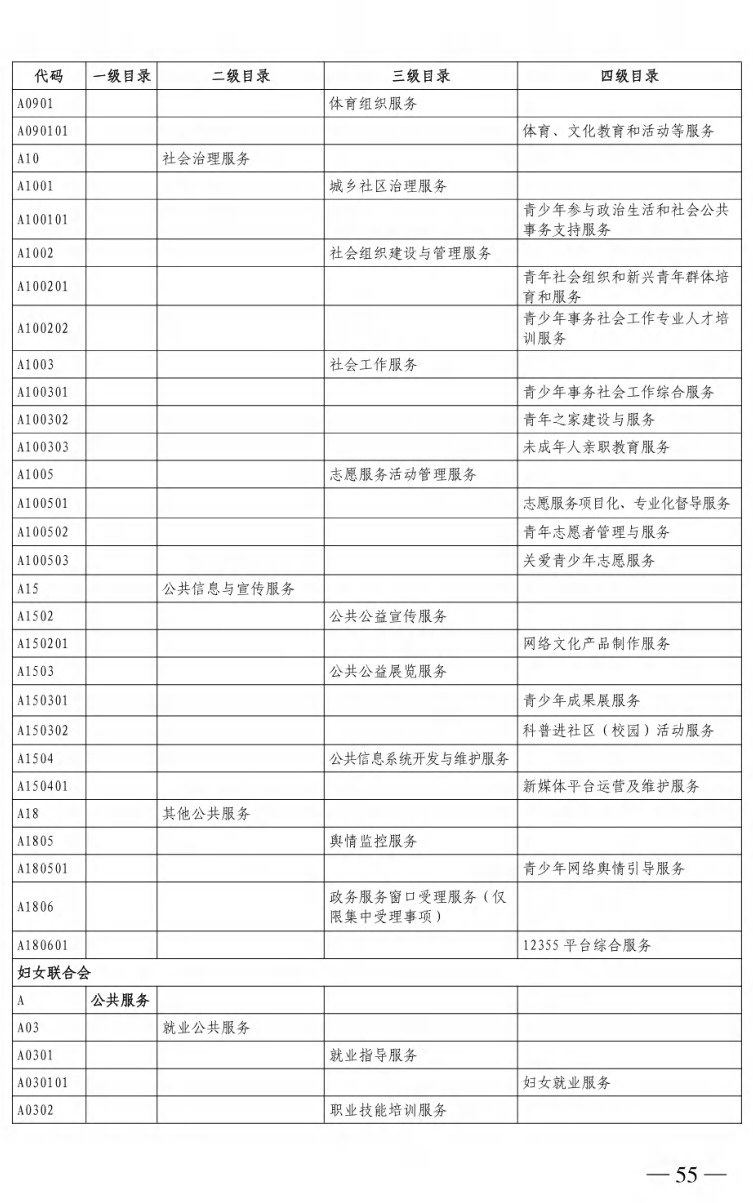 代码 一级目录 二级目录 三级目录 四级目录
A0901 体育组织服务
A090101 体育、文化教育和活动等服务
A10 社会治理服务
A1001 城乡社区治理服务
A100101 青少年参与政治生活和社会公共
事务支持服务
A1002 社会组织建设与管理服务
A100201 青年社会组织和新兴青年群体培
育和服务
A100202 青少年事务社会工作专业人才培
训服务
A1003 社会工作服务
A100301 青少年事务社会工作综合服务
A100302 青年之家建设与服务
A100303 未成年人亲职教育服务
A1005 志愿服务活动管理服务
A100501 志愿服务项目化、专业化督导服务
A100502 青年志愿者管理与服务
A100503 关爱青少年志愿服务
A15 公共信息与宣传服务
A1502 公共公益宣传服务
A150201 网络文化产品制作服务
A1503 公共公益展览服务
A150301 青少年成果展服务
A150302 科普进社区（校园）活动服务
A1504 公共信息系统开发与维护服务
A150401 新媒体平台运营及维护服务
A18 其他公共服务
A1805 舆情监控服务
A180501 青少年网络舆情引导服务
A1806 政务服务窗口受理服务（仅
限集中受理事项）
A180601 12355 平台综合服务
妇女联合会
A 公共服务
A03 就业公共服务
A0301 就业指导服务
A030101 妇女就业服务
A0302 职业技能培训服务
— 55 —